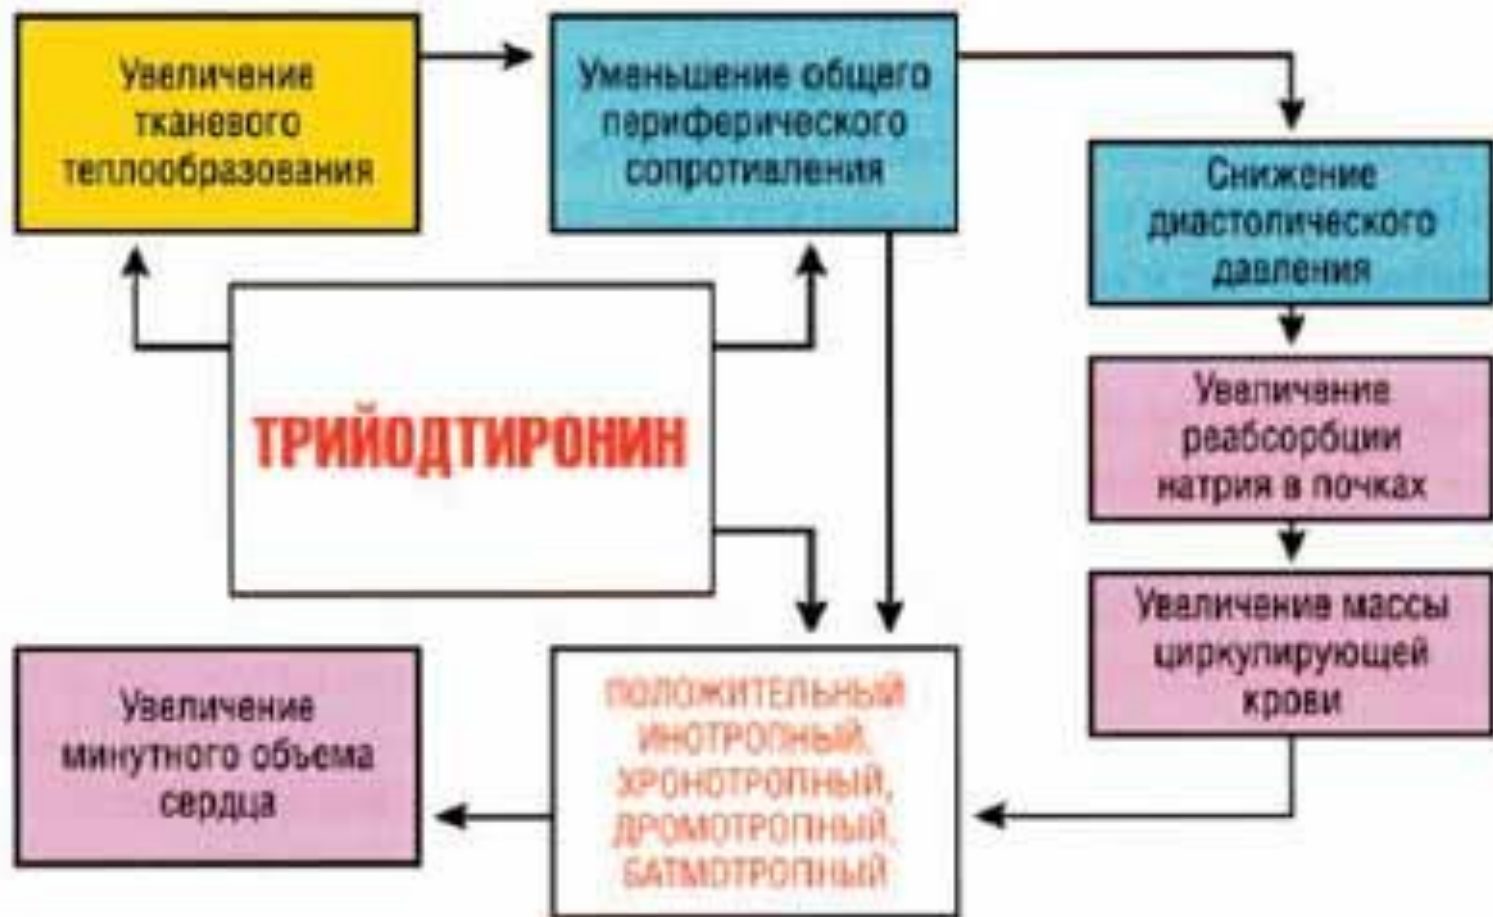 Увеличение
тканевого
теплообразования
Уменьшение общего
периферического
сопротивления
Снижение
диастолического
давления
ТРИЙОДТИРОНИН
Увеличение
реабсорбции
натрия в почках
Увеличение массы
циркулирующей
крови
Увеличение
минутного объема
сердца
ПОЛОЖИТЕЛЬНЫЙ
ИНОТРОПНЫЙ,
ХРОНОТРОПНЫЙ,
ДРОМОТРОПНЫЙ,
БАТМОТРОПНЫЙ